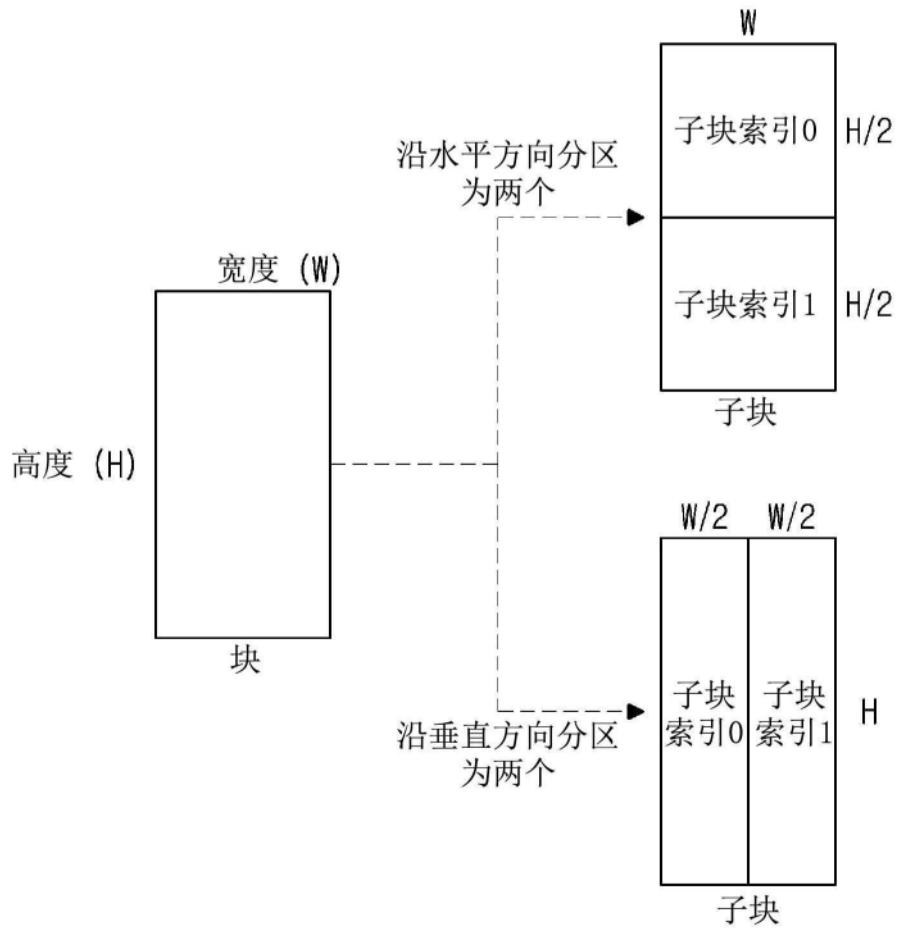 W
子块索引0 H/2
沿水平方向分区
为两个
宽度 (W)
子块索引1 H/2
子块
高度 (H)
W/2 W/2
块
子块 子块
索引0 索引1
H
沿垂直方向分区
为两个
子块